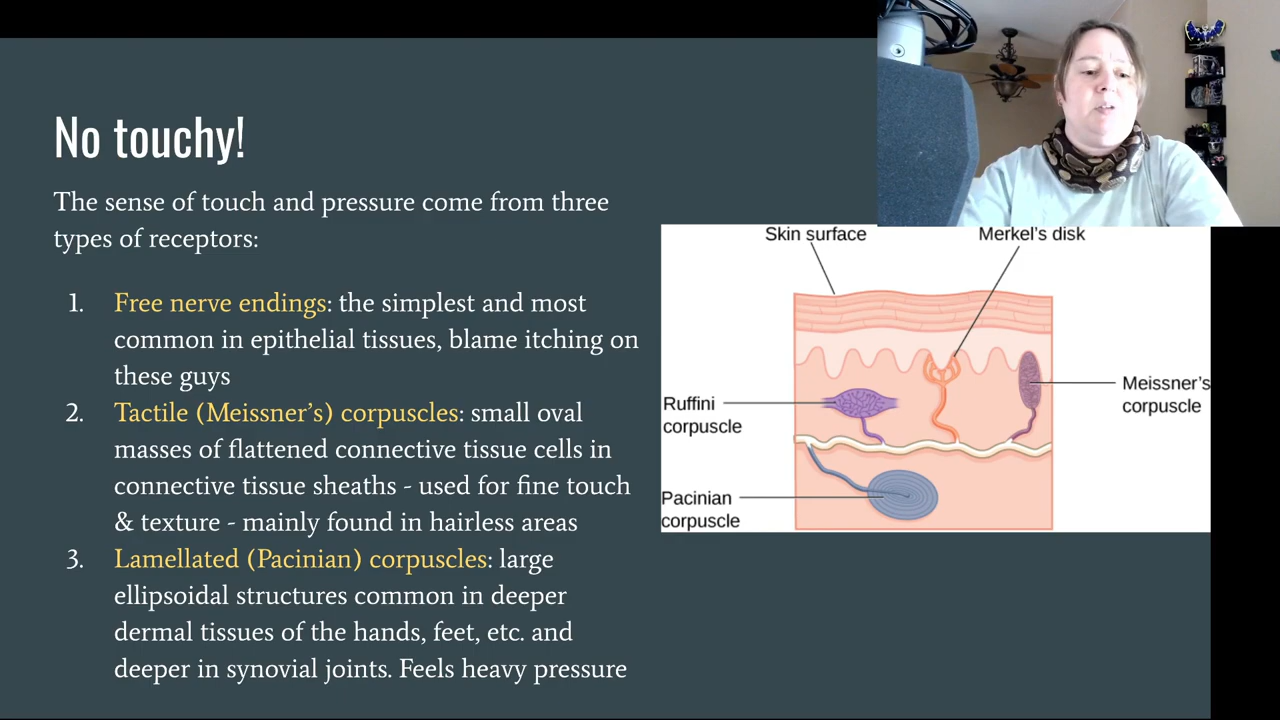 No touchy!
The sense of touch and pressure come from three
types of receptors:
1. Free nerve endings: the simplest and most
common in epithelial tissues, blame itching on
these guys
2. Tactile (Meissner's) corpuscles: small oval
masses of flattened connective tissue cells in
connective tissue sheaths - used for fine touch
& texture - mainly found in hairless areas
3. Lamellated (Pacinian) corpuscles: large
ellipsoidal structures common in deeper
dermal tissues of the hands, feet, etc. and
deeper in synovial joints. Feels heavy pressure
Skin surface
Merkel's disk
Meissner's
corpuscle
Ruffini
corpuscle
Pacinian
corpuscle